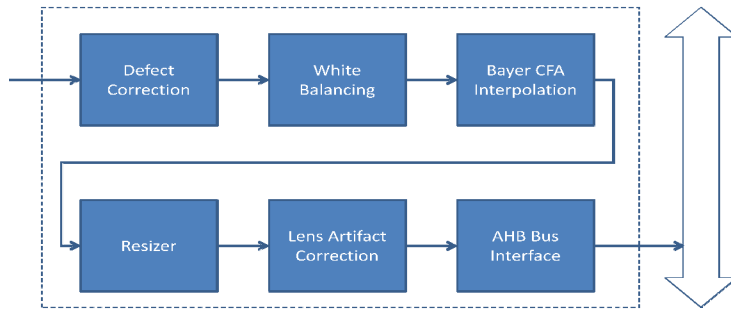 Defect
Correction
White
Balancing
Bayer CFA
Interpolation
Resizer
Lens Artifact
Correction
AHB Bus
Interface